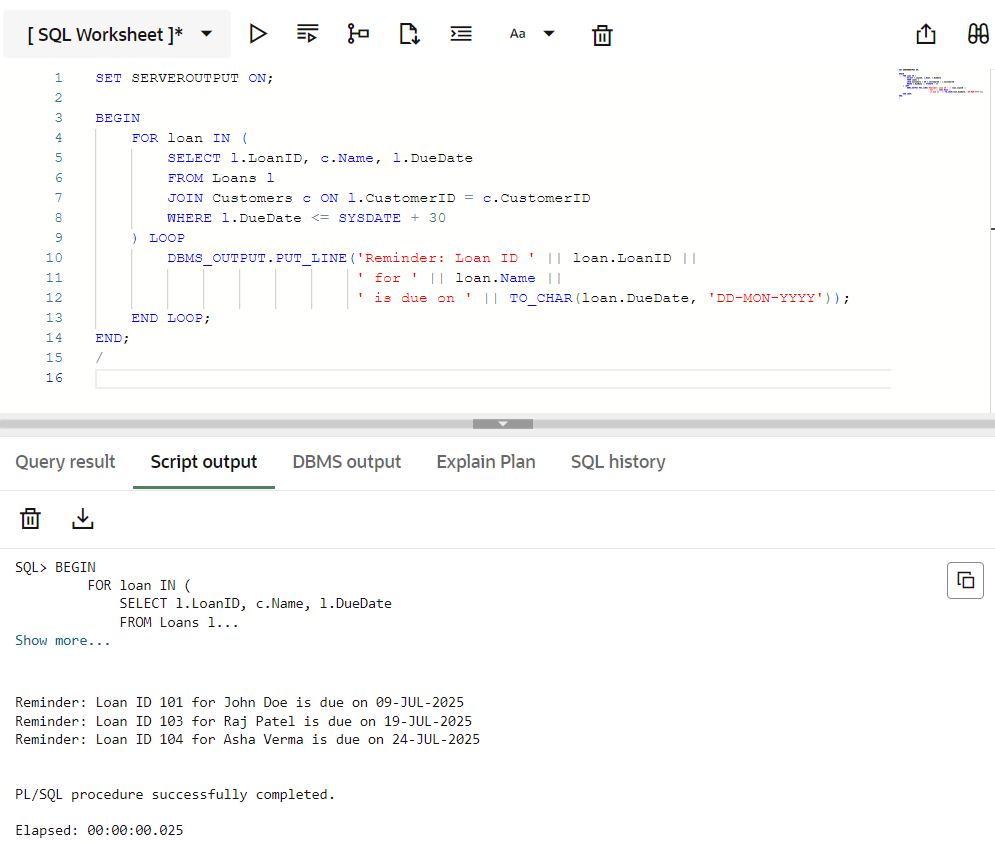 [ SQL Worksheet ]*
Aa
1 SET SERVEROUTPUT ON;
2
3 BEGIN
4     FOR loan IN (
5         SELECT l.LoanID, c.Name, l.DueDate
6         FROM Loans l
7         JOIN Customers c ON l.CustomerID = c.CustomerID
8         WHERE l.DueDate <= SYSDATE + 30
9     ) LOOP
10         DBMS_OUTPUT.PUT_LINE('Reminder: Loan ID ' || loan.LoanID ||
11                              ' for ' || loan.Name ||
12                              ' is due on ' || TO_CHAR(loan.DueDate, 'DD-MON-YYYY'));
13     END LOOP;
14 END;
15 /
16
Query result Script output DBMS output Explain Plan SQL history
SQL> BEGIN
         FOR loan IN (
             SELECT l.LoanID, c.Name, l.DueDate
             FROM Loans l...
Show more...
Reminder: Loan ID 101 for John Doe is due on 09-JUL-2025
Reminder: Loan ID 103 for Raj Patel is due on 19-JUL-2025
Reminder: Loan ID 104 for Asha Verma is due on 24-JUL-2025
PL/SQL procedure successfully completed.
Elapsed: 00:00:00.025